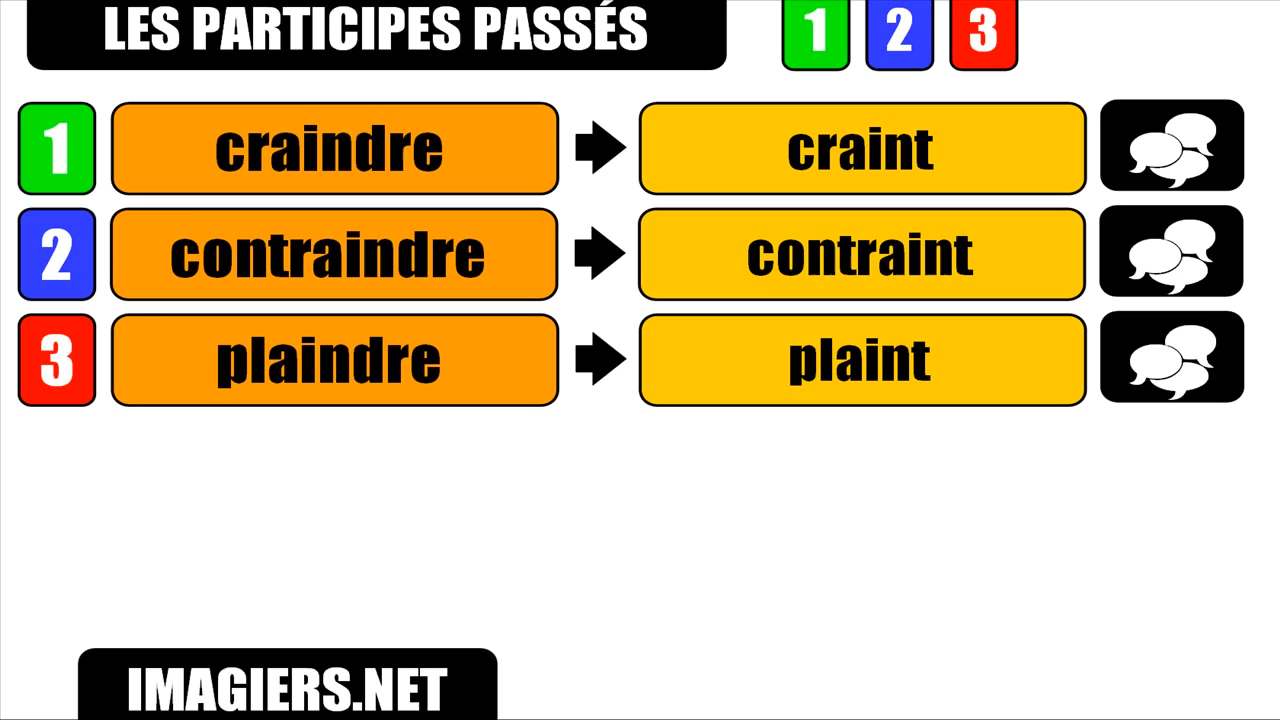 LES PARTICIPES PASSÉS 1 2 3
1 craindre craint
2 contraindre contraint
3 plaindre plaint
IMAGIERS.NET